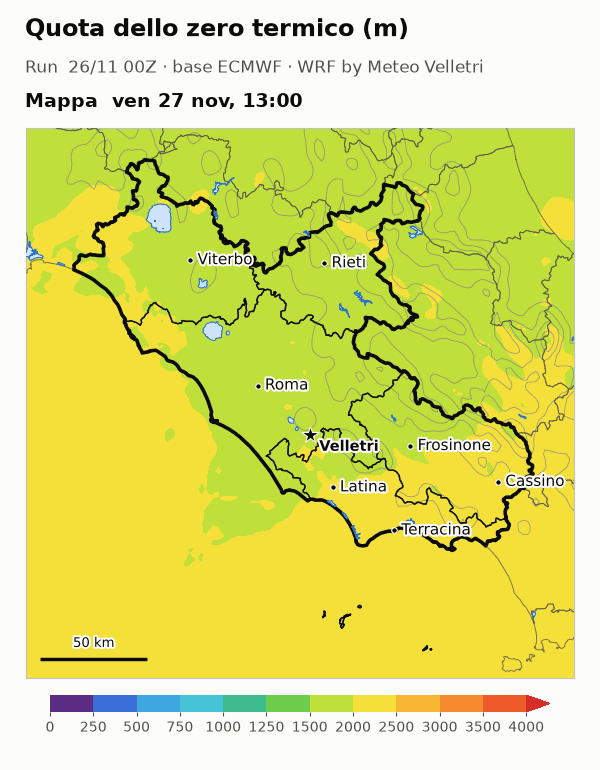 Quota dello zero termico (m)
Run 26/11 00Z · base ECMWF · WRF by Meteo Velletri
Mappa ven 27 nov, 13:00
Viterbo
Rieti
Roma
Velletri
Frosinone
Latina
Cassino
Terracina
50 km
0 250 500 750 1000 1250 1500 2000 2500 3000 3500 4000